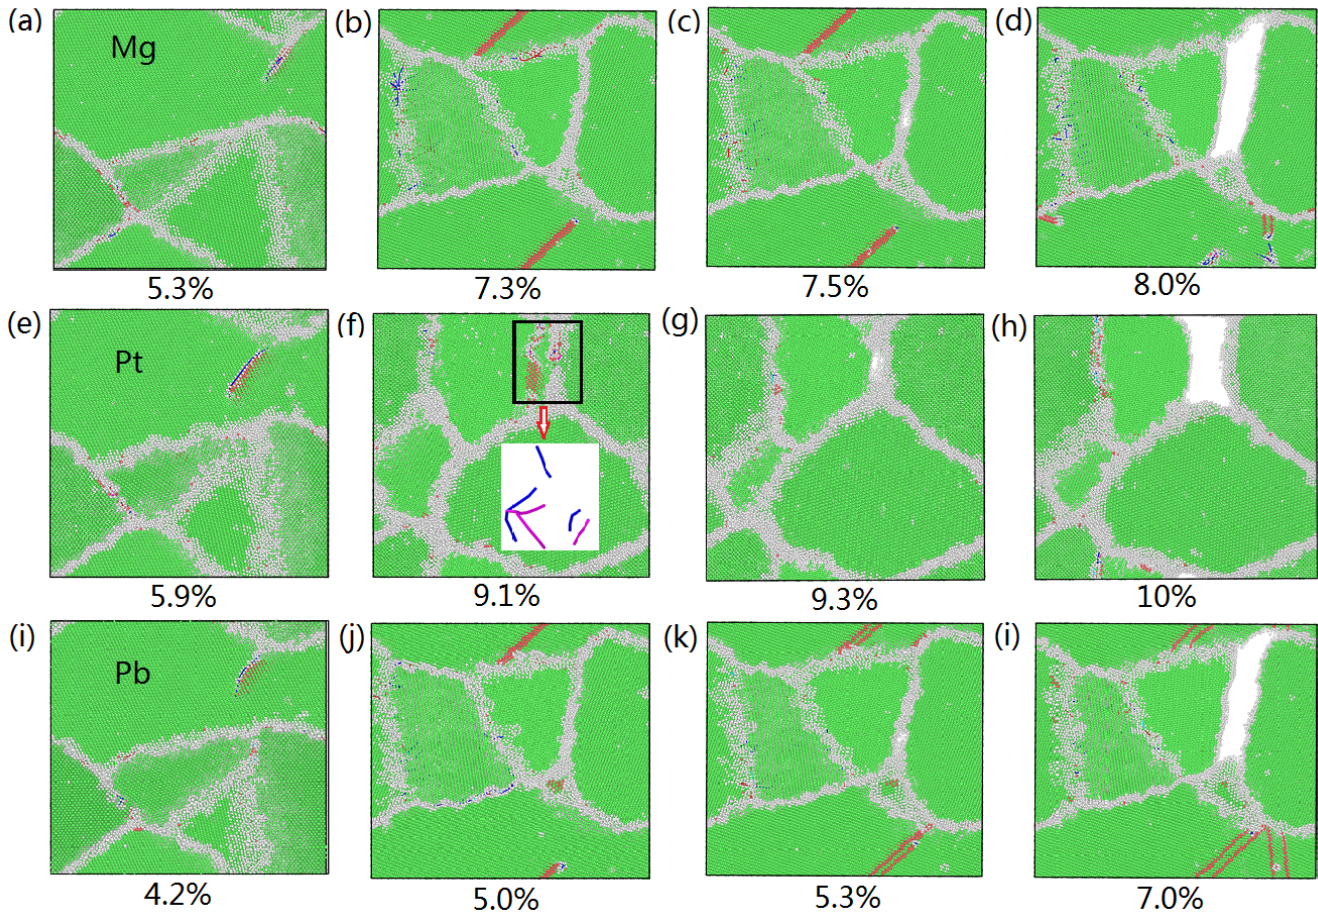 (a)
Mg
5.3%
(b)
7.3%
(c)
7.5%
(d)
8.0%
(e)
Pt
5.9%
(f)
9.1%
(g)
9.3%
(h)
10%
(i)
Pb
4.2%
(j)
5.0%
(k)
5.3%
(i)
7.0%